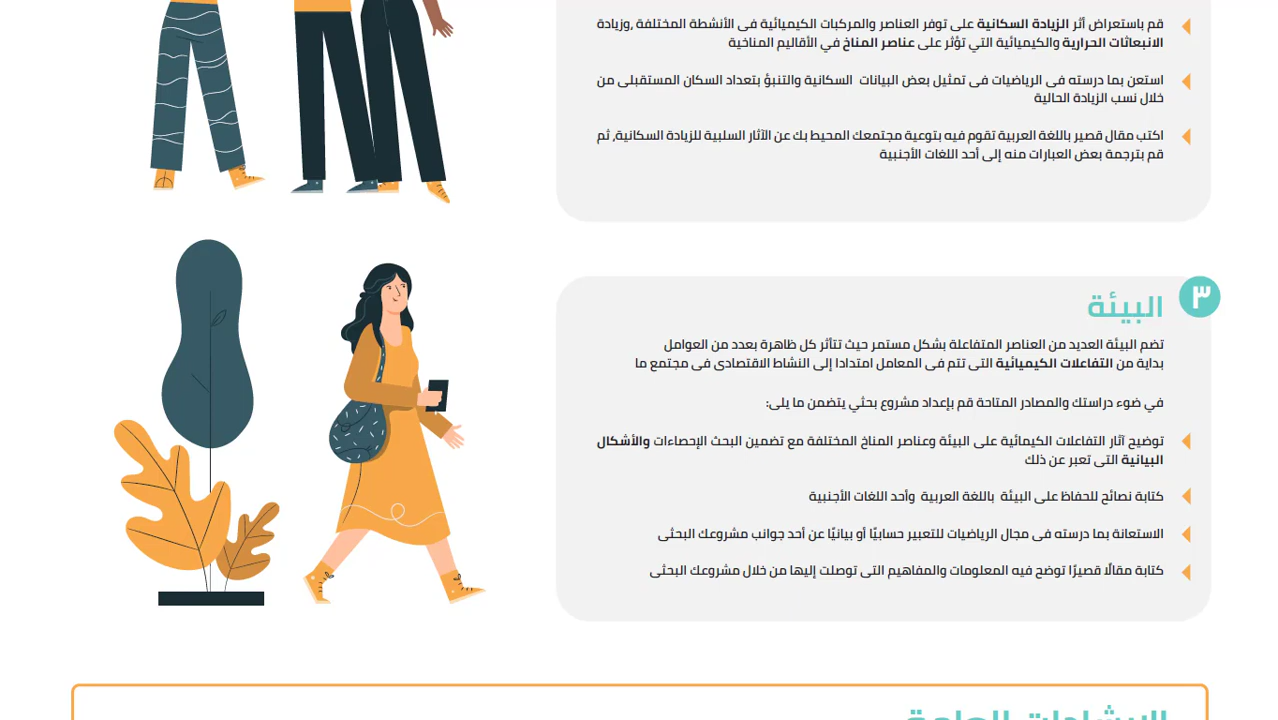 قم باستعراض أثر الزيادة السكانية على توفر العناصر والمركبات الكيميائية فى الأنشطة المختلفة ,وزيادة
الانبعاثات الحرارية والكيميائية التي تؤثر على عناصر المناخ في الأقاليم المناخية
استعن بما درسته فى الرياضيات فى تمثيل بعض البيانات السكانية والتنبؤ بتعداد السكان المستقبلى من
خلال نسب الزيادة الحالية
اكتب مقال قصير باللغة العربية تقوم فيه بتوعية مجتمعك المحيط بك عن الآثار السلبية للزيادة السكانية, ثم
قم بترجمة بعض العبارات منه إلى أحد اللغات الأجنبية
٣
البيئة
تضم البيئة العديد من العناصر المتفاعلة بشكل مستمر حيث تتأثر كل ظاهرة بعدد من العوامل
بداية من التفاعلات الكيميائية التى تتم فى المعامل امتدادا إلى النشاط الاقتصادى فى مجتمع ما
في ضوء دراستك والمصادر المتاحة قم بإعداد مشروع بحثي يتضمن ما يلى:
توضيح آثار التفاعلات الكيمائية على البيئة وعناصر المناخ المختلفة مع تضمين البحث الإحصاءات والأشكال
البيانية التى تعبر عن ذلك
كتابة نصائح للحفاظ على البيئة باللغة العربية وأحد اللغات الأجنبية
الاستعانة بما درسته فى مجال الرياضيات للتعبير حسابيًا أو بيانيًا عن أحد جوانب مشروعك البحثى
كتابة مقالًا قصيرًا توضح فيه المعلومات والمفاهيم التى توصلت إليها من خلال مشروعك البحثى